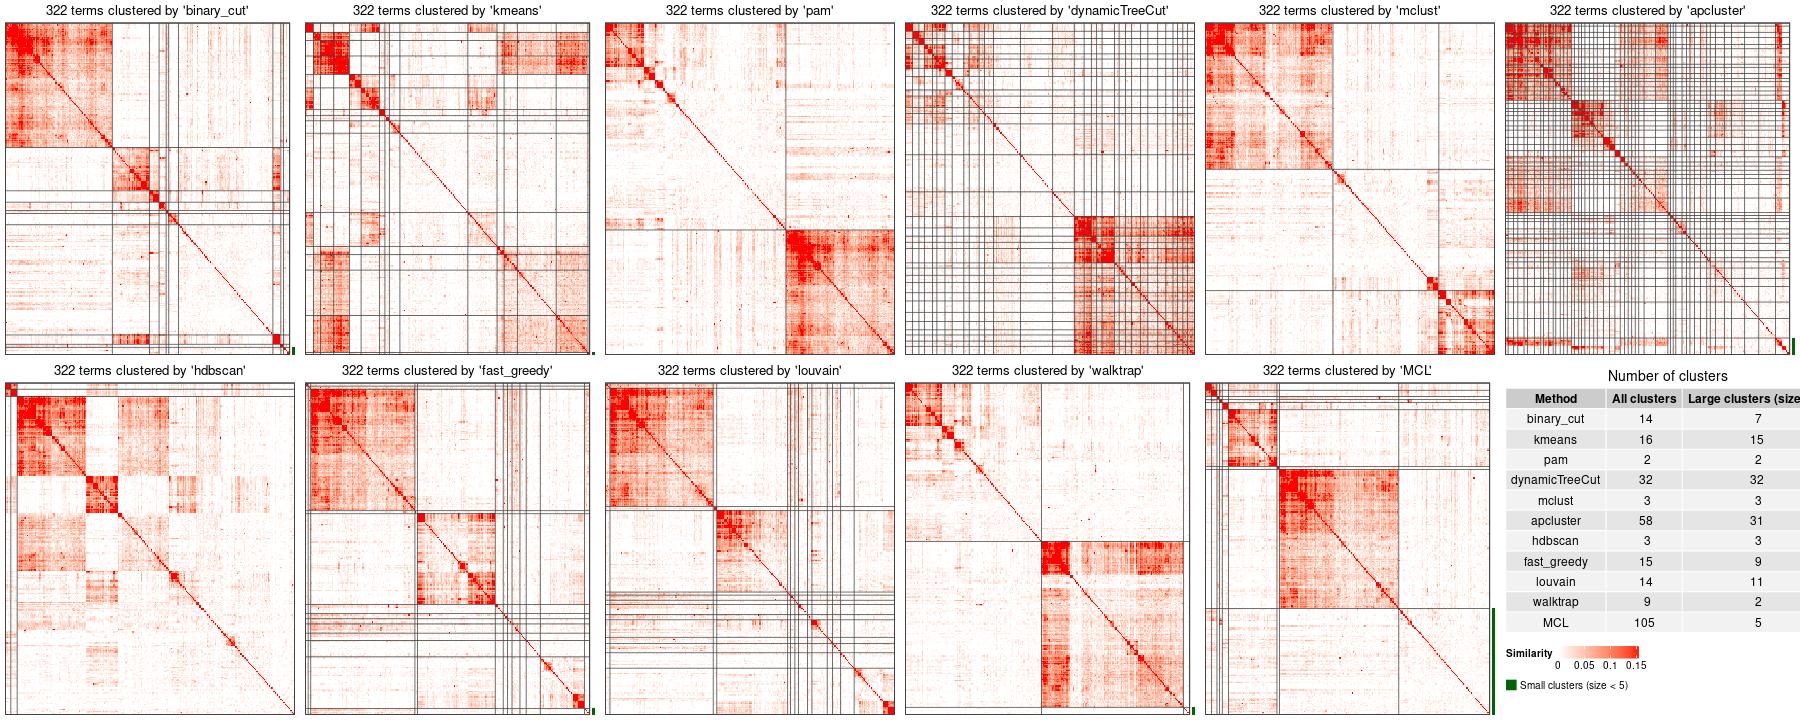 322 terms clustered by 'binary_cut'
322 terms clustered by 'kmeans'
322 terms clustered by 'pam'
322 terms clustered by 'dynamicTreeCut'
322 terms clustered by 'mclust'
322 terms clustered by 'apcluster'
322 terms clustered by 'hdbscan'
322 terms clustered by 'fast_greedy'
322 terms clustered by 'louvain'
322 terms clustered by 'walktrap'
322 terms clustered by 'MCL'
Number of clusters
Method All clusters Large clusters (size
binary_cut 14 7
kmeans 16 15
pam 2 2
dynamicTreeCut 32 32
mclust 3 3
apcluster 58 31
hdbscan 3 3
fast_greedy 15 9
louvain 14 11
walktrap 9 2
MCL 105 5
Similarity
0 0.05 0.1 0.15
Small clusters (size < 5)